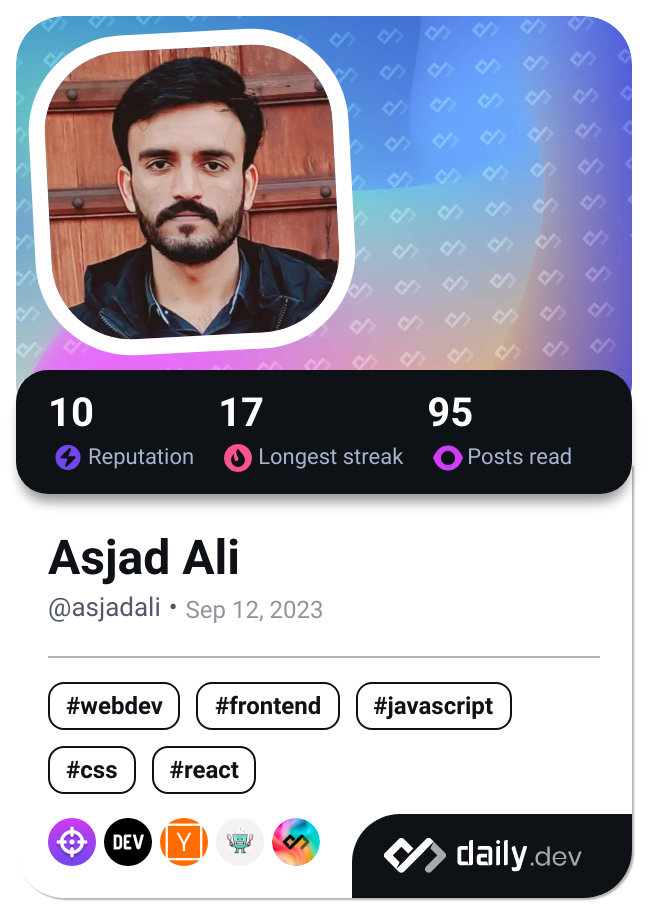 10 17 95
Reputation Longest streak Posts read
Asjad Ali
@asjadali • Sep 12, 2023
#webdev #frontend #javascript
#css #react
DEV Y daily.dev